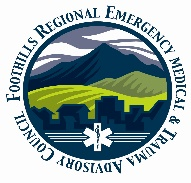 FOOTHILLS REGIONAL EMERGENCY MEDICAL & TRAUMA ADVISORY COUNCIL